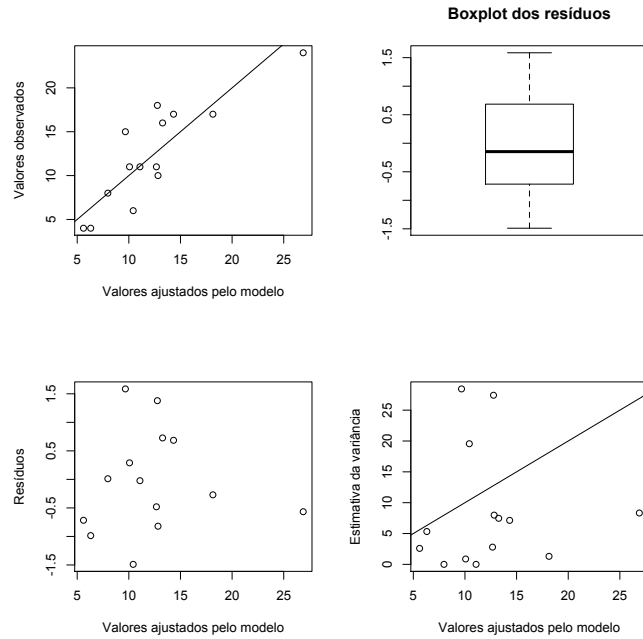 Valores observados
20
15
10
5
5 10 15 20 25
Valores ajustados pelo modelo
Boxplot dos resíduos
1.5
0.5
-0.5
-1.5
Resíduos
1.5
0.5
-0.5
-1.5
5 10 15 20 25
Valores ajustados pelo modelo
Estimativa da variância
25
20
15
10
5
0
5 10 15 20 25
Valores ajustados pelo modelo